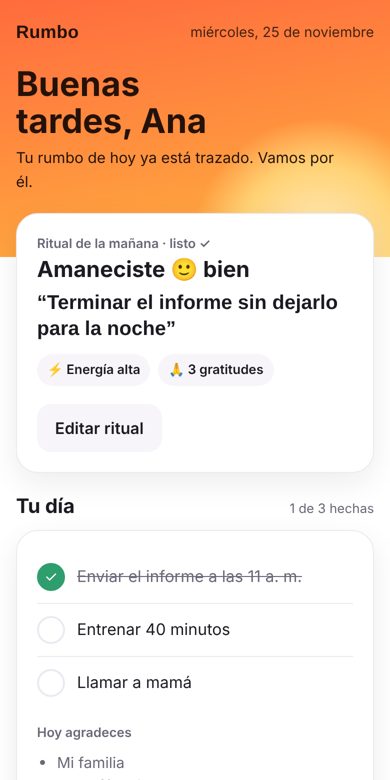 Rumbo
miércoles, 25 de noviembre
Buenas
tardes, Ana
Tu rumbo de hoy ya está trazado. Vamos por
él.
Ritual de la mañana · listo ✓
Amaneciste 🙂 bien
“Terminar el informe sin dejarlo
para la noche”
⚡ Energía alta
🙏 3 gratitudes
Editar ritual
Tu día
1 de 3 hechas
Enviar el informe a las 11 a. m.
Entrenar 40 minutos
Llamar a mamá
Hoy agradeces
• Mi familia